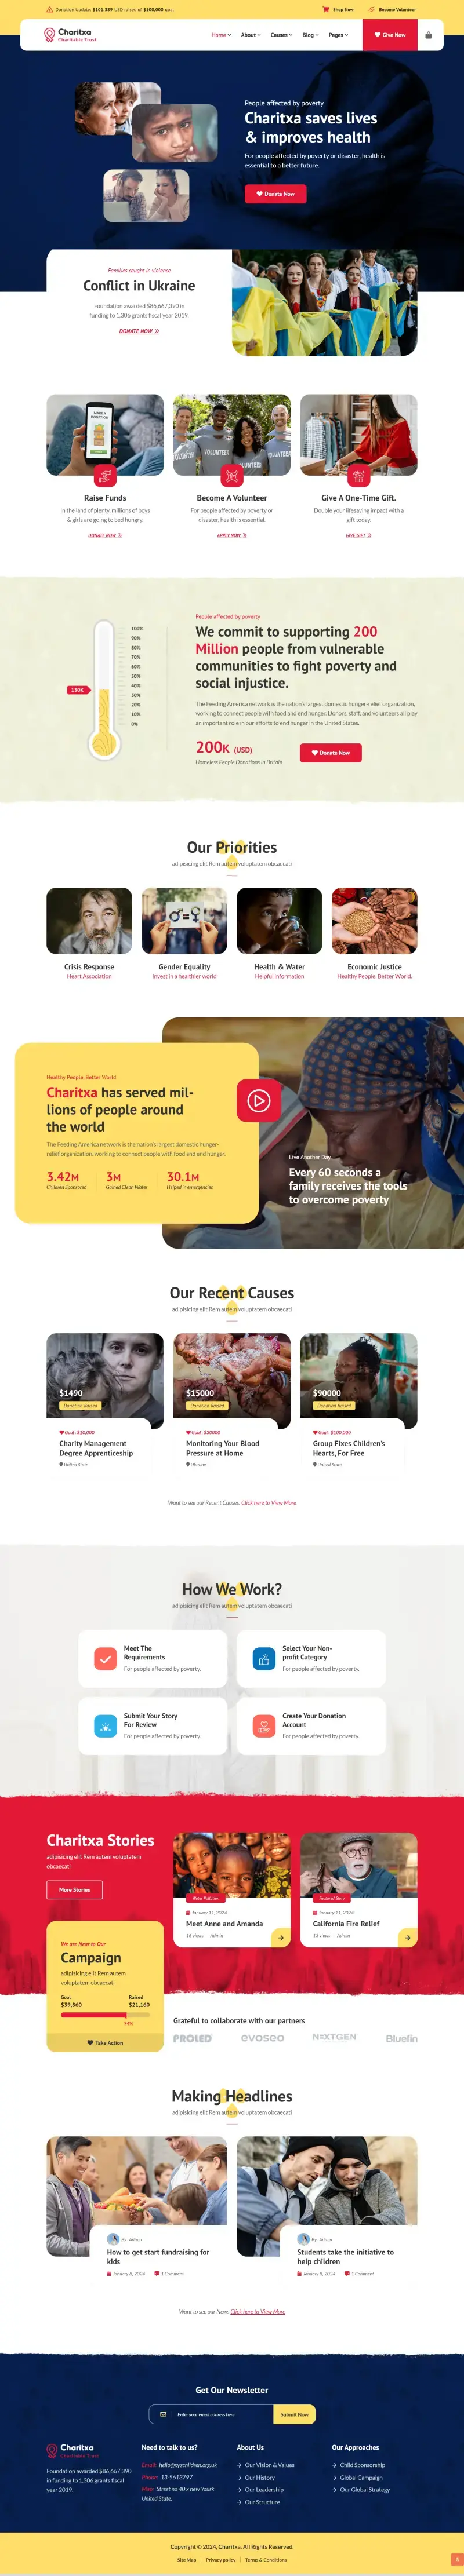 Donation Update: $101,389 USD raised of $100,000 goal
Shop Now
Become Volunteer
Charitxa
Charitable Trust
Home
About
Causes
Blog
Pages
Give Now
People affected by poverty
Charitxa saves lives
& improves health
For people affected by poverty or disaster, health is
essential to a better future.
Donate Now
Families caught in violence
Conflict in Ukraine
Foundation awarded $86,667,390 in
funding to 1,306 grants fiscal year 2019.
DONATE NOW
Raise Funds
In the land of plenty, millions of boys
& girls are going to bed hungry.
DONATE NOW
Become A Volunteer
For people affected by poverty or
disaster, health is essential.
APPLY NOW
Give A One-Time Gift.
Double your lifesaving impact with a
gift today.
GIVE GIFT
100%
90%
80%
70%
60%
50%
40%
30%
20%
10%
0%
130K
People affected by poverty
We commit to supporting 200
Million people from vulnerable
communities to fight poverty and
social injustice.
The Feeding America network is the nation's largest domestic hunger-relief organization,
working to connect people with food and end hunger. Donors, staff, and volunteers all play
an important role in our efforts to end hunger in the United States.
200K (USD)
Homeless People Donations in Britain
Donate Now
Our Priorities
adipisicing elit Rem autem voluptatem obcaecati
Crisis Response
Heart Association
Gender Equality
Invest in a healthier world
Health & Water
Helpful information
Economic Justice
Healthy People. Better World.
Healthy People. Better World.
Charitxa has served mil-
lions of people around
the world
The Feeding America network is the nation's largest domestic hunger-
relief organization, working to connect people with food and end hunger.
3.42M
Children Sponsored
3M
Gained Clean Water
30.1M
Helped in emergencies
Live Another Day
Every 60 seconds a
family receives the tools
to overcome poverty
Our Recent Causes
adipisicing elit Rem autem voluptatem obcaecati
$1490
Donation Raised
Goal : $10,000
Charity Management
Degree Apprenticeship
United State
$15000
Donation Raised
Goal : $30000
Monitoring Your Blood
Pressure at Home
Ukraine
$90000
Donation Raised
Goal : $100,000
Group Fixes Children's
Hearts, For Free
United State
Want to see our Recent Causes. Click here to View More
How We Work?
adipisicing elit Rem autem voluptatem obcaecati
Meet The
Requirements
For people affected by poverty.
Select Your Non-
profit Category
For people affected by poverty.
Submit Your Story
For Review
For people affected by poverty.
Create Your Donation
Account
For people affected by poverty.
Charitxa Stories
adipisicing elit Rem autem voluptatem
obcaecati
More Stories
Water Pollution
January 11, 2024
Meet Anne and Amanda
16 views Admin
Featured Story
January 11, 2024
California Fire Relief
13 views Admin
We are Near to Our
Campaign
adipisicing elit Rem autem
voluptatem obcaecati
Goal
$39,860
Raised
$21,160
74%
Take Action
Grateful to collaborate with our partners
PROLED
evoseo
NIXTGEN
Bluefin
Making Headlines
adipisicing elit Rem autem voluptatem obcaecati
By: Admin
How to get start fundraising for
kids
January 8, 2024 1 Comment
By: Admin
Students take the initiative to
help children
January 8, 2024 1 Comment
Want to see our News Click here to View More
Get Our Newsletter
Enter your email address here
Submit Now
Charitxa
Charitable Trust
Foundation awarded $86,667,390
in funding to 1,306 grants fiscal
year 2019.
Need to talk to us?
Email: hello@xyzchildren.org.uk
Phone: 13-5613797
Map: Street no 40 x new Yourk
United State.
About Us
Our Vision & Values
Our History
Our Leadership
Our Structure
Our Approaches
Child Sponsorship
Global Campaign
Our Global Strategy
Copyright © 2024, Charitxa. All Rights Reserved.
Site Map
Privacy policy
Terms & Conditions